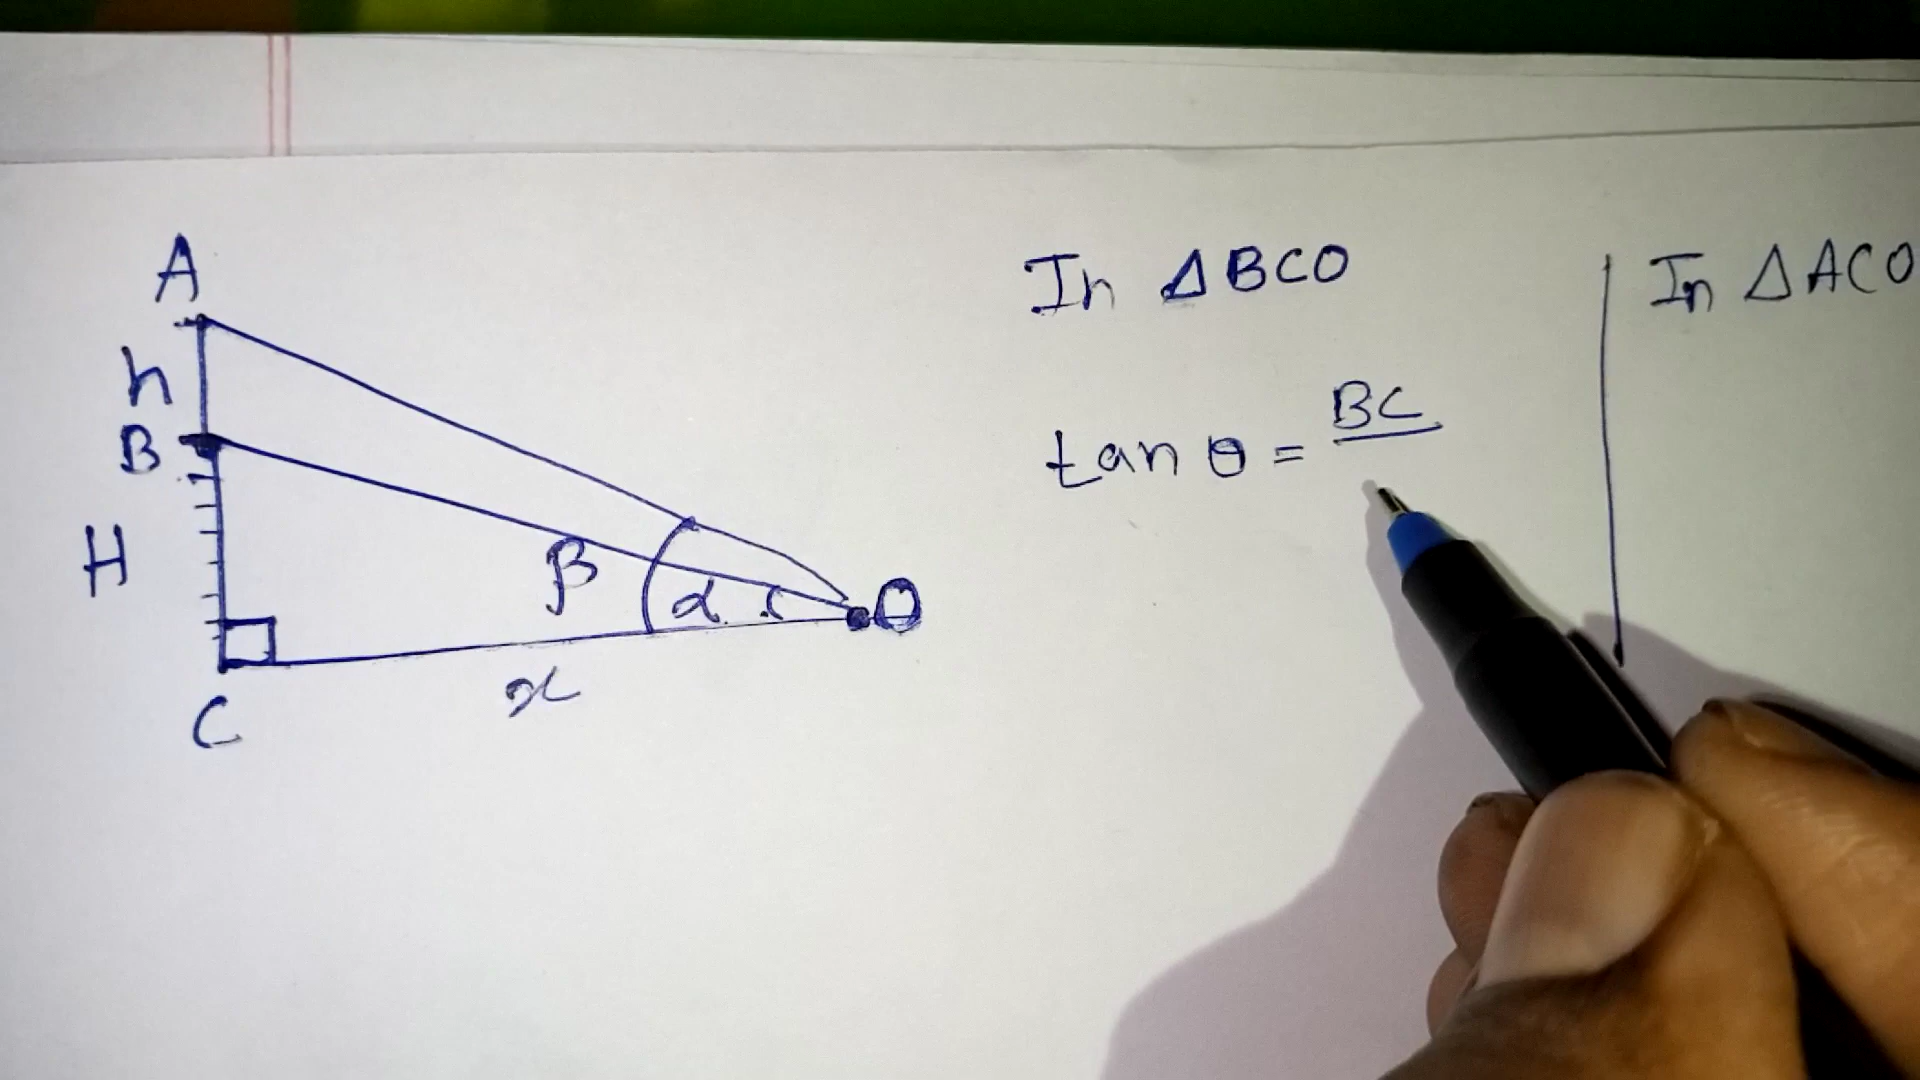 A
h
B
H
C
β
α
O
x
In ΔBCO
tan θ = BC
In ΔACO